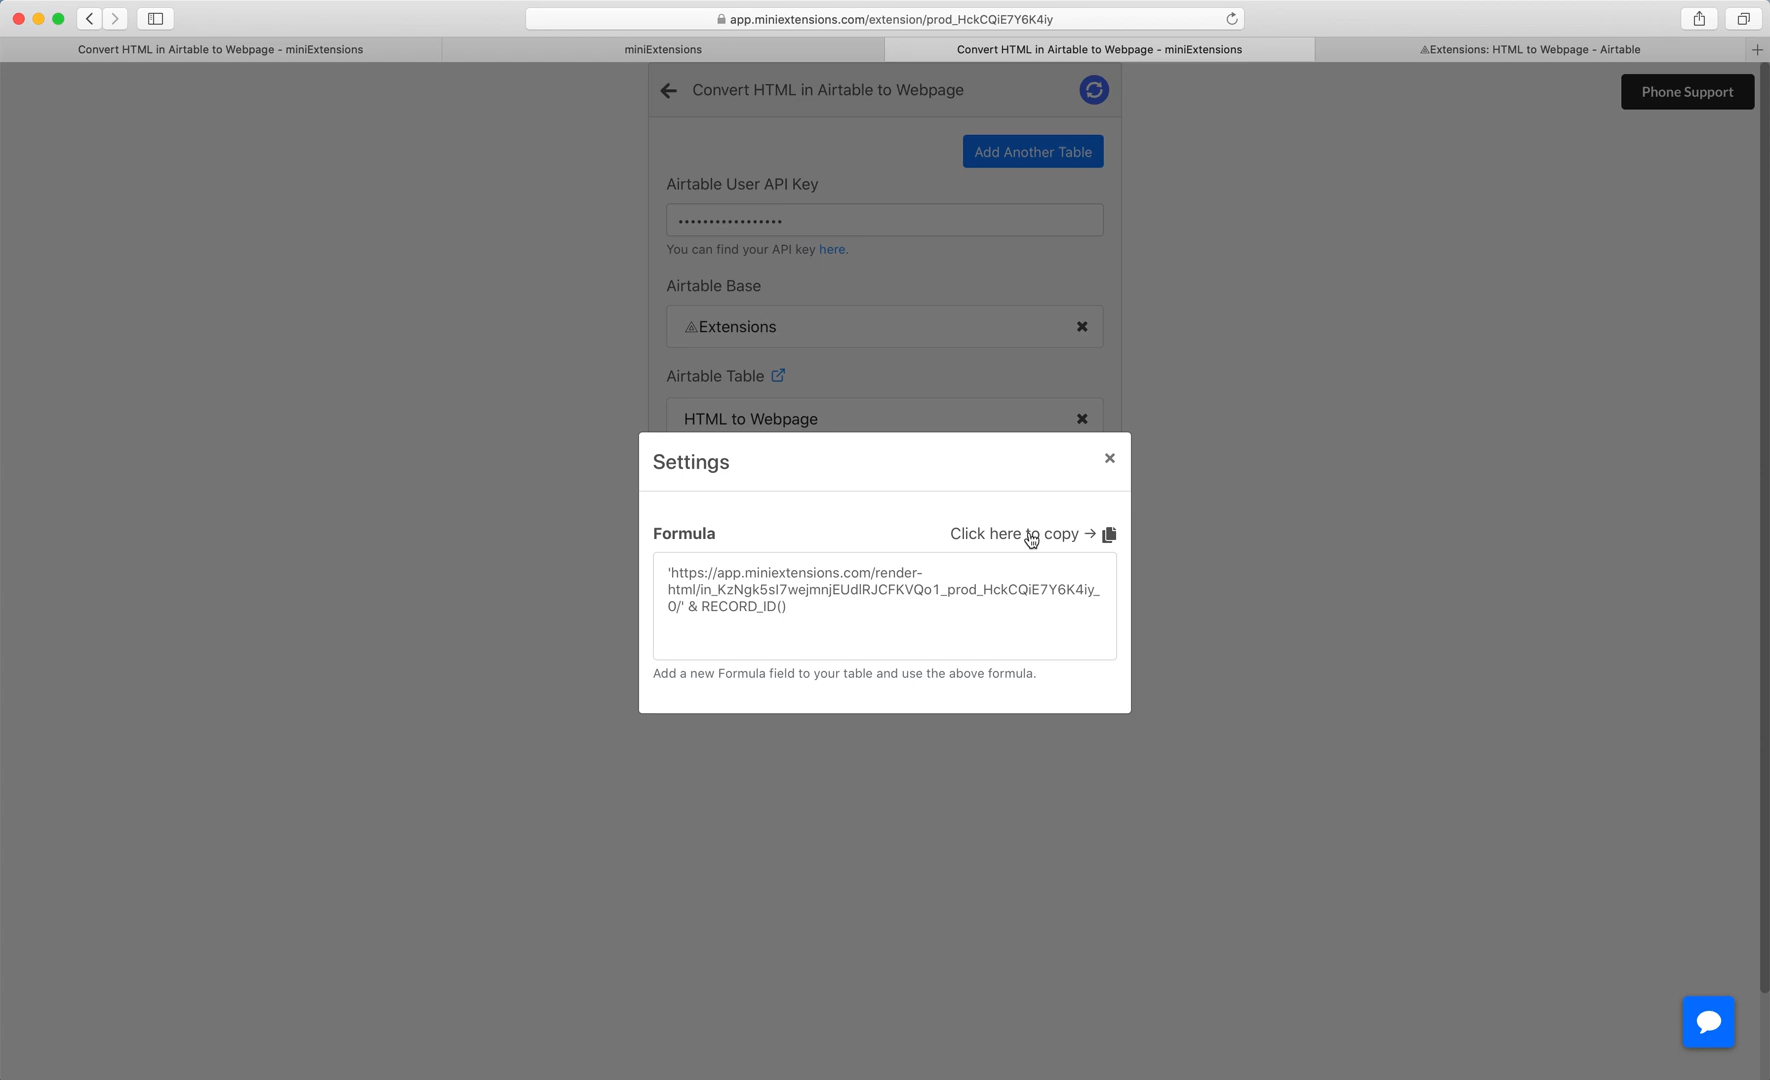 app.miniextensions.com/extension/prod_HckCQiE7Y6K4iy
Convert HTML in Airtable to Webpage - miniExtensions
miniExtensions
Convert HTML in Airtable to Webpage - miniExtensions
Extensions: HTML to Webpage - Airtable
Convert HTML in Airtable to Webpage
Phone Support
Add Another Table
Airtable User API Key
•••••••••••••••••
You can find your API key here.
Airtable Base
Extensions
Airtable Table
HTML to Webpage
Settings
Formula
Click here to copy →
'https://app.miniextensions.com/render-
html/in_KzNgk5sI7wejmnjEUdIRJCFKVQo1_prod_HckCQiE7Y6K4iy_
0/' & RECORD_ID()
Add a new Formula field to your table and use the above formula.